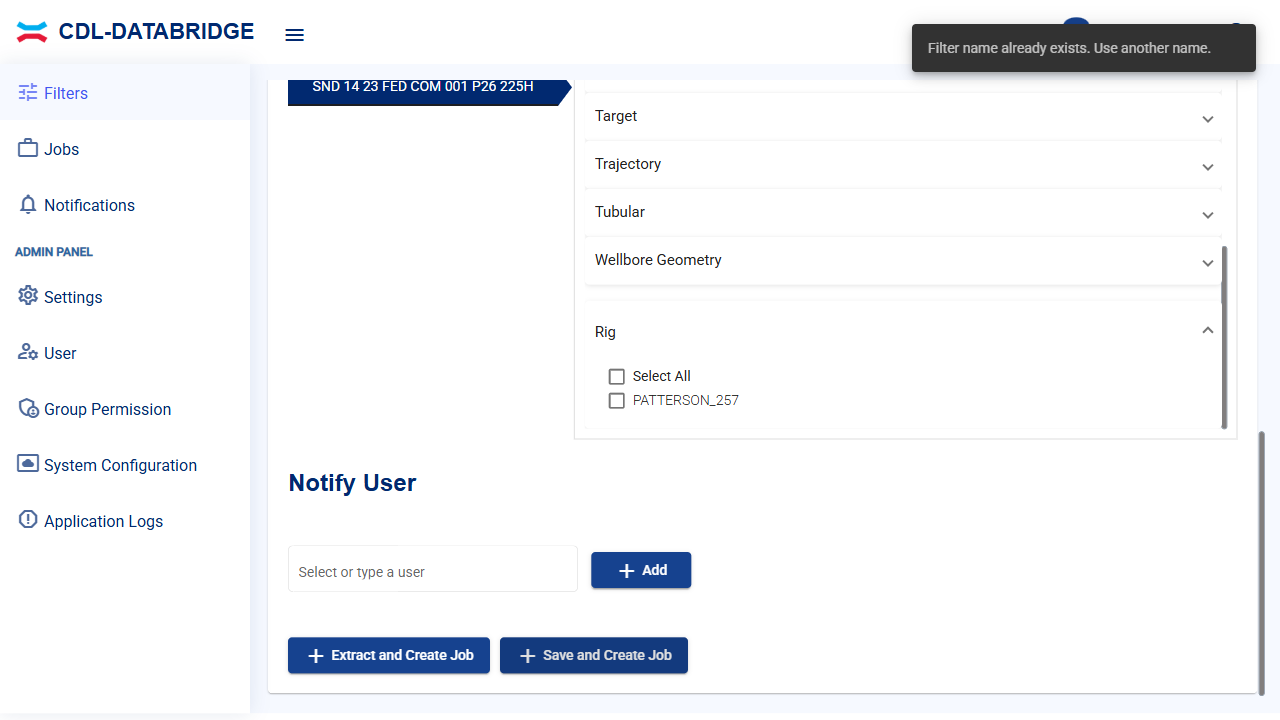 CDL-DATABRIDGE
Filter name already exists. Use another name.
Filters
Jobs
Notifications
ADMIN PANEL
Settings
User
Group Permission
System Configuration
Application Logs
SND 14 23 FED COM 001 P26 225H
Target
Trajectory
Tubular
Wellbore Geometry
Rig
Select All
PATTERSON_257
Notify User
Select or type a user
Add
Extract and Create Job
Save and Create Job